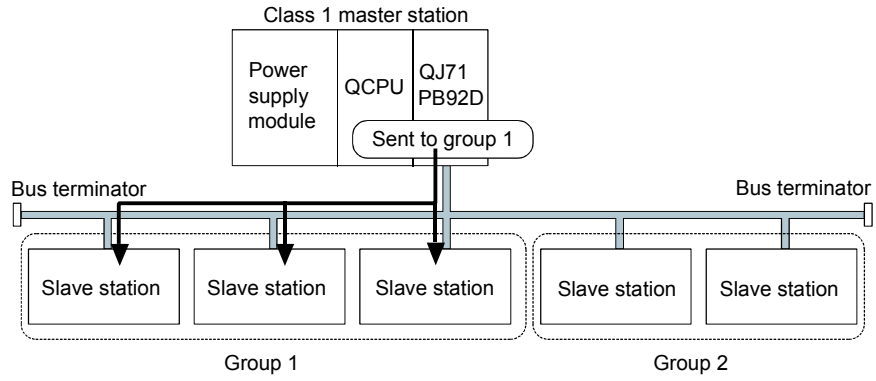 Class 1 master station
Power
supply
module
QCPU
QJ71
PB92D
Sent to group 1
Bus terminator
Bus terminator
Slave station
Slave station
Slave station
Slave station
Slave station
Group 1
Group 2